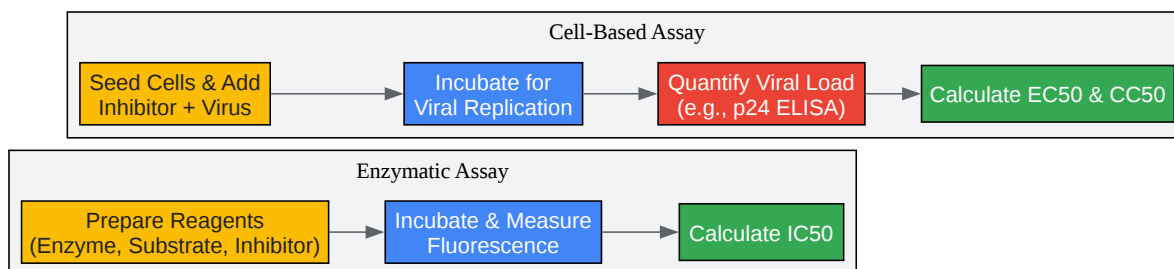 Cell-Based Assay
Seed Cells & Add
Inhibitor + Virus
Incubate for
Viral Replication
Quantify Viral Load
(e.g., p24 ELISA)
Calculate EC50 & CC50
Enzymatic Assay
Prepare Reagents
(Enzyme, Substrate, Inhibitor)
Incubate & Measure
Fluorescence
Calculate IC50